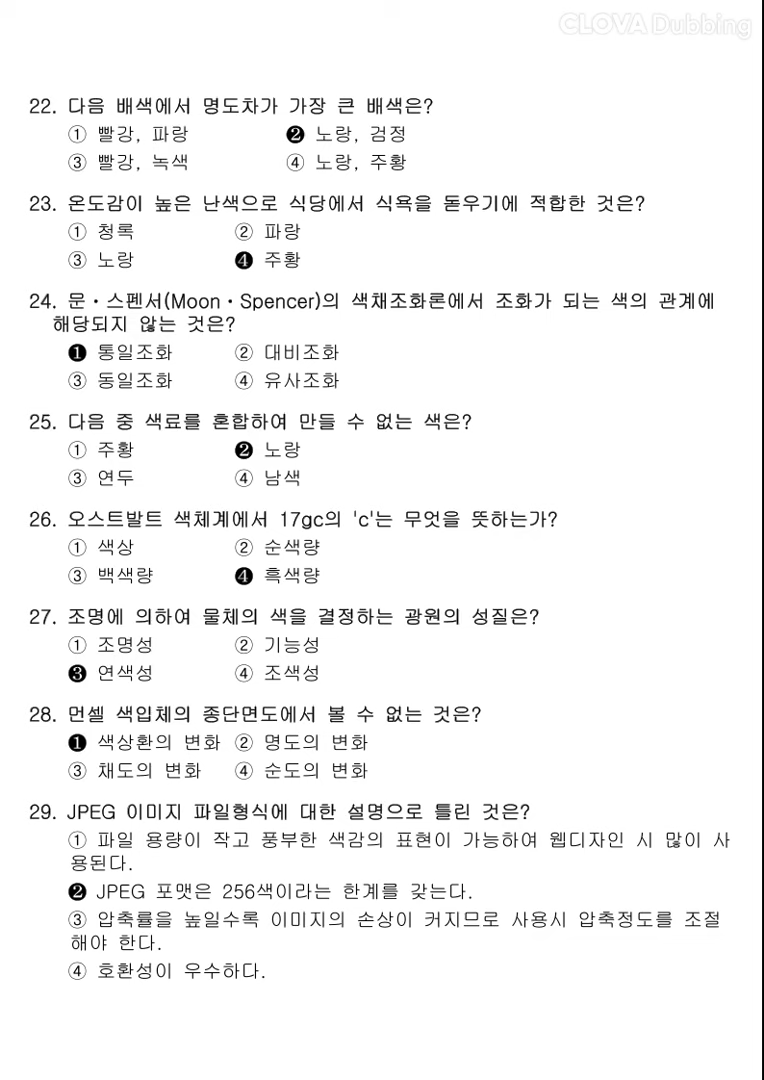 CLOVA Dubbing
22. 다음 배색에서 명도차가 가장 큰 배색은?
① 빨강, 파랑 ❷ 노랑, 검정
③ 빨강, 녹색 ④ 노랑, 주황
23. 온도감이 높은 난색으로 식당에서 식욕을 돋우기에 적합한 것은?
① 청록 ② 파랑
③ 노랑 ❹ 주황
24. 문·스펜서(Moon·Spencer)의 색채조화론에서 조화가 되는 색의 관계에
해당되지 않는 것은?
❶ 통일조화 ② 대비조화
③ 동일조화 ④ 유사조화
25. 다음 중 색료를 혼합하여 만들 수 없는 색은?
① 주황 ❷ 노랑
③ 연두 ④ 남색
26. 오스트발트 색체계에서 17gc의 'c'는 무엇을 뜻하는가?
① 색상 ② 순색량
③ 백색량 ❹ 흑색량
27. 조명에 의하여 물체의 색을 결정하는 광원의 성질은?
① 조명성 ② 기능성
❸ 연색성 ④ 조색성
28. 먼셀 색입체의 종단면도에서 볼 수 없는 것은?
❶ 색상환의 변화 ② 명도의 변화
③ 채도의 변화 ④ 순도의 변화
29. JPEG 이미지 파일형식에 대한 설명으로 틀린 것은?
① 파일 용량이 작고 풍부한 색감의 표현이 가능하여 웹디자인 시 많이 사
용된다.
❷ JPEG 포맷은 256색이라는 한계를 갖는다.
③ 압축률을 높일수록 이미지의 손상이 커지므로 사용시 압축정도를 조절
해야 한다.
④ 호환성이 우수하다.